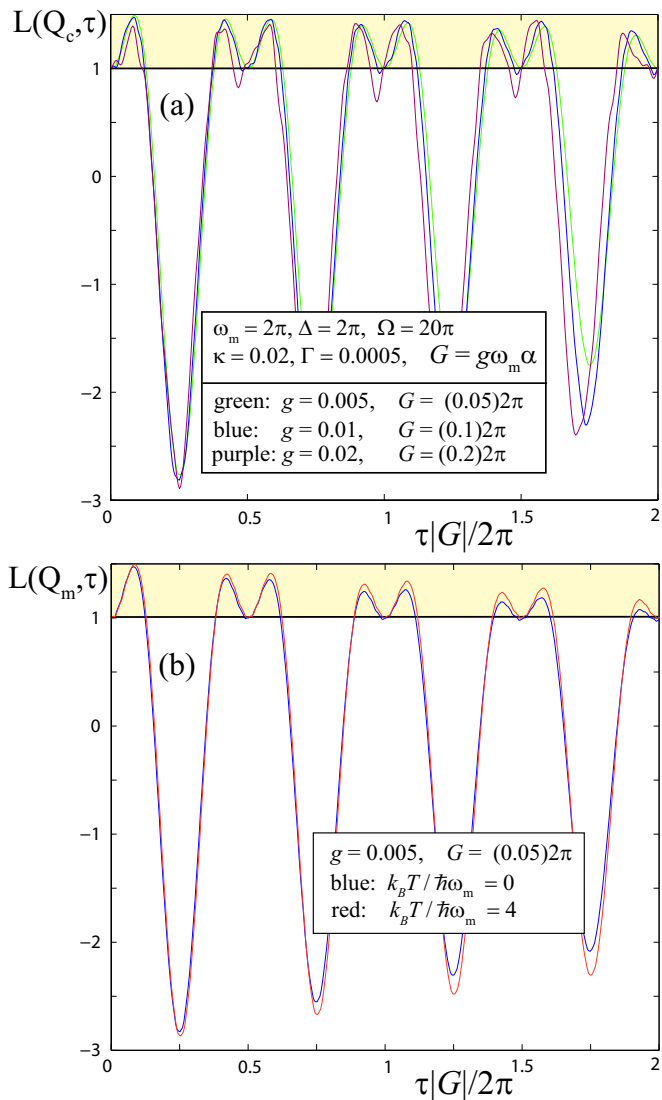 L(Q_c,τ)
1
0
-1
-2
-3
(a)
ω_m = 2π, Δ = 2π, Ω = 20π
κ = 0.02, Γ = 0.0005, G = gω_mα
green: g = 0.005, G = (0.05)2π
blue: g = 0.01, G = (0.1)2π
purple: g = 0.02, G = (0.2)2π
0 0.5 1 1.5 2
τ|G|/2π
L(Q_m,τ)
1
0
-1
-2
-3
(b)
g = 0.005, G = (0.05)2π
blue: k_BT/ħω_m = 0
red: k_BT/ħω_m = 4
0 0.5 1 1.5 2
τ|G|/2π